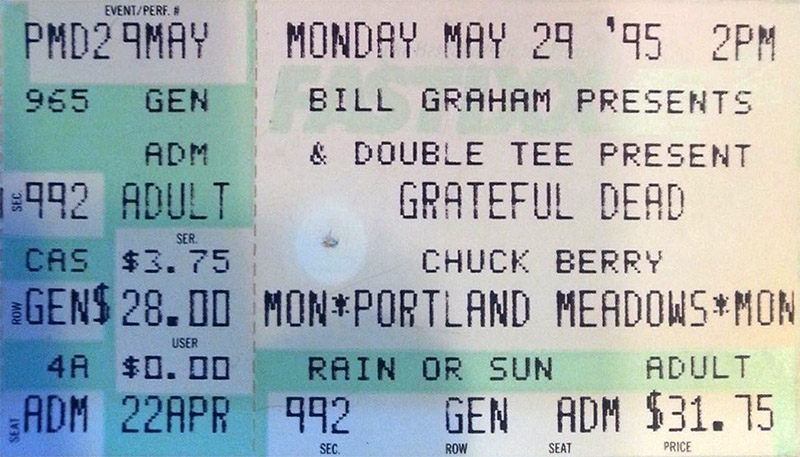 EVENT/PERF. #
PMD29MAY
965 GEN
ADM
SEC. 992 ADULT
SER.
CAS $3.75
ROW GEN$ 28.00
USER
4A $0.00
SEAT ADM 22APR
MONDAY MAY 29 '95 2PM
BILL GRAHAM PRESENTS
& DOUBLE TEE PRESENT
GRATEFUL DEAD
CHUCK BERRY
MON*PORTLAND MEADOWS*MON
RAIN OR SUN ADULT
992 GEN ADM $31.75
SEC. ROW SEAT PRICE